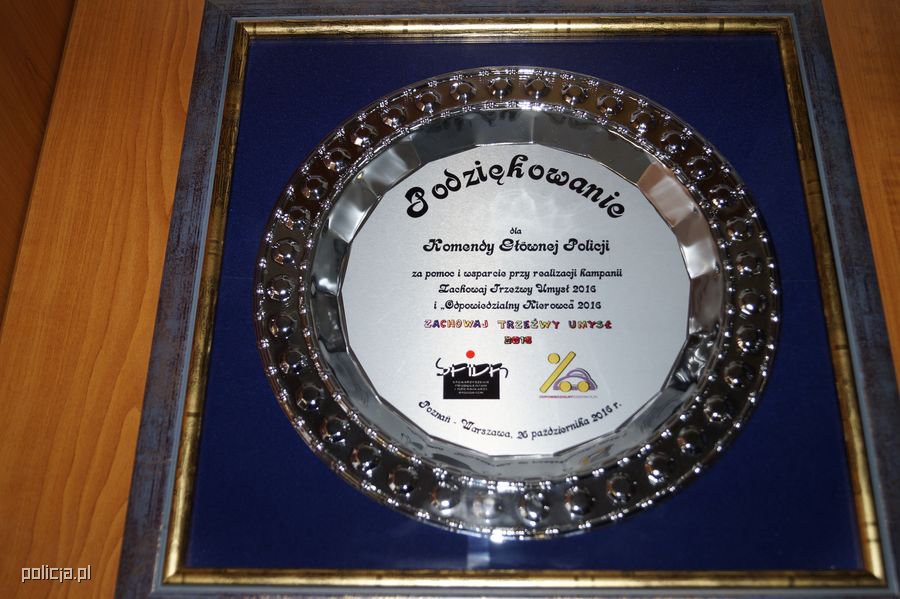 Podziękowanie
dla
Komendy Głównej Policji
za pomoc i wsparcie przy realizacji kampanii
Zachowaj Trzeźwy Umysł 2016
i „Odpowiedzialny Kierowca" 2016
ZACHOWAJ TRZEŹWY UMYSŁ
2016
Poznań - Warszawa, 26 października 2016 r.
policja.pl